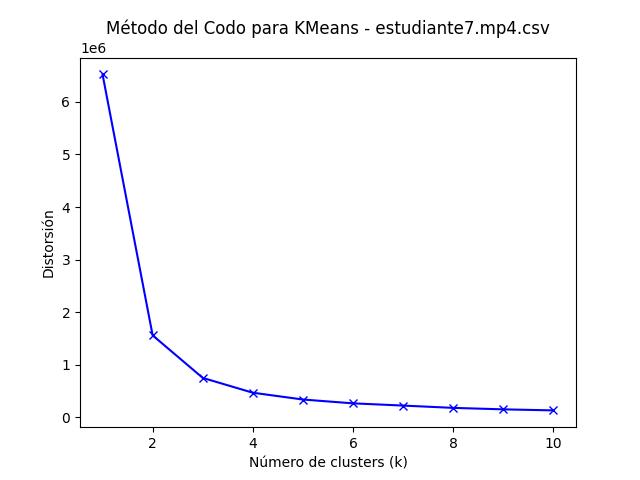 Método del Codo para KMeans - estudiante7.mp4.csv
1e6
6
5
4
3
2
1
0
Distorsión
2 4 6 8 10
Número de clusters (k)